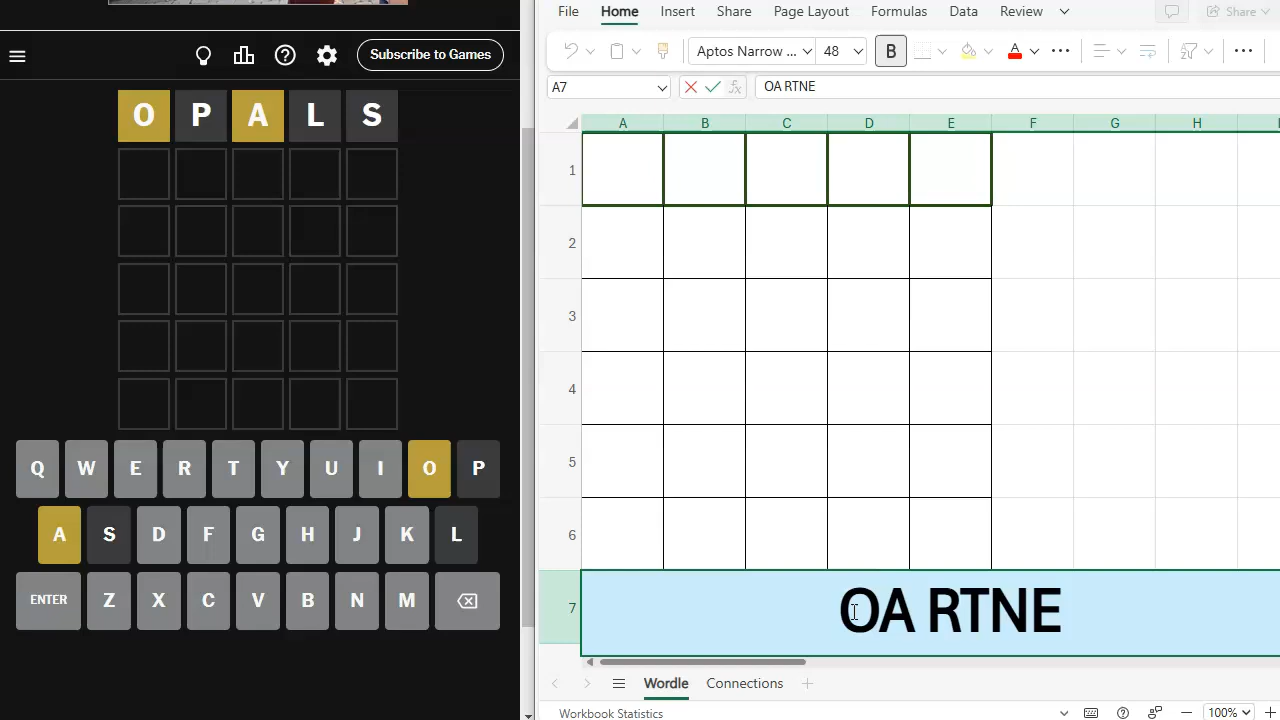 Subscribe to Games
O P A L S
Q W E R T Y U I O P
A S D F G H J K L
ENTER Z X C V B N M
File Home Insert Share Page Layout Formulas Data Review Share
Aptos Narrow ... 48 B A
A7 fx OA RTNE
A B C D E F G H
1
2
3
4
5
6
7 OA RTNE
Wordle Connections
Workbook Statistics 100%